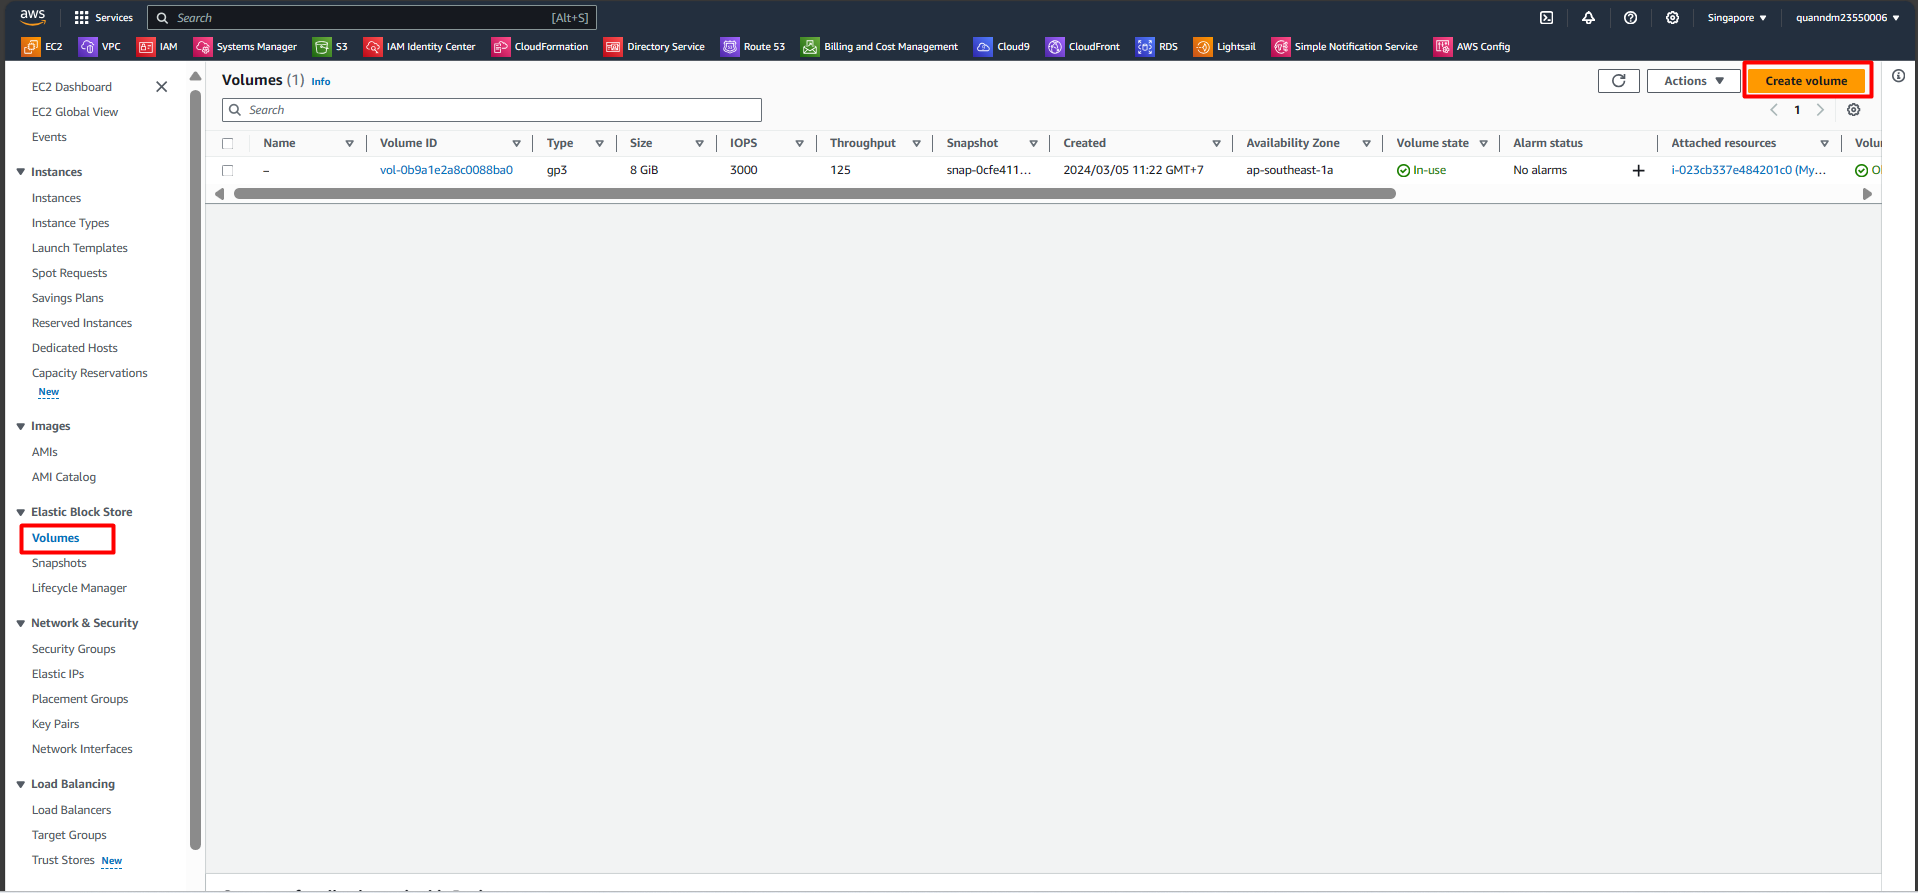 aws Services Search [Alt+S] Singapore quanndm23550006
EC2 VPC IAM Systems Manager S3 IAM Identity Center CloudFormation Directory Service Route 53 Billing and Cost Management Cloud9 CloudFront RDS Lightsail Simple Notification Service AWS Config
EC2 Dashboard
EC2 Global View
Events
Instances
Instances
Instance Types
Launch Templates
Spot Requests
Savings Plans
Reserved Instances
Dedicated Hosts
Capacity Reservations
New
Images
AMIs
AMI Catalog
Elastic Block Store
Volumes
Snapshots
Lifecycle Manager
Network & Security
Security Groups
Elastic IPs
Placement Groups
Key Pairs
Network Interfaces
Load Balancing
Load Balancers
Target Groups
Trust Stores New
Volumes (1) Info Actions Create volume
Search 1
Name Volume ID Type Size IOPS Throughput Snapshot Created Availability Zone Volume state Alarm status Attached resources Volu
– vol-0b9a1e2a8c0088ba0 gp3 8 GiB 3000 125 snap-0cfe411... 2024/03/05 11:22 GMT+7 ap-southeast-1a In-use No alarms + i-023cb337e484201c0 (My...